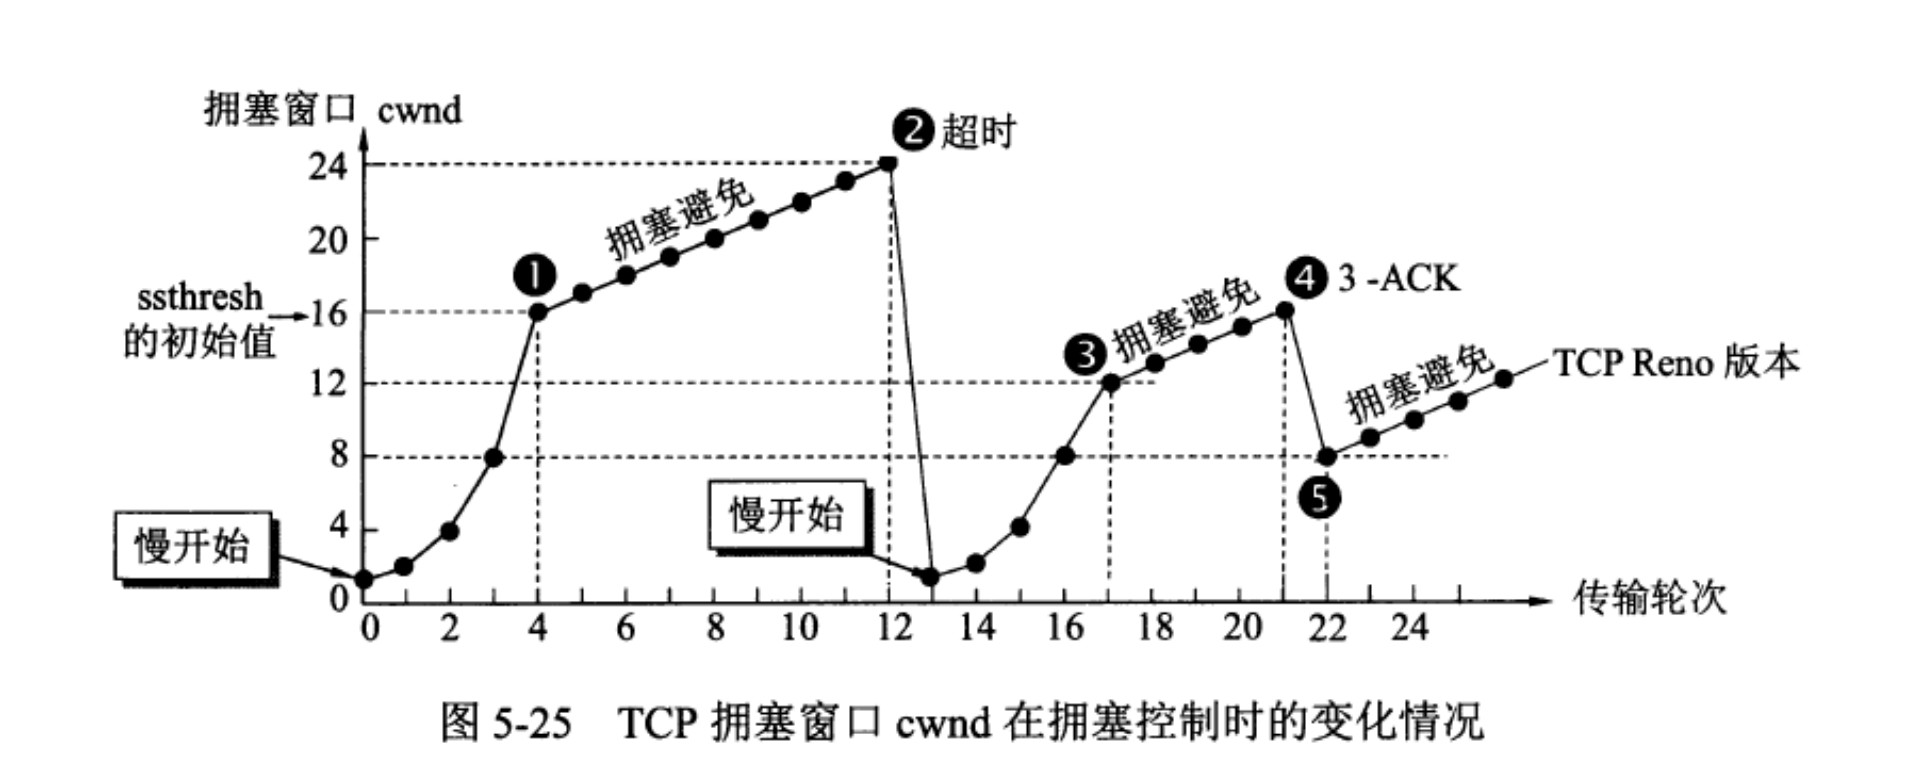 拥塞窗口 cwnd
24
20
16
12
8
4
0
ssthresh
的初始值
慢开始
❶
拥塞避免
❷超时
慢开始
❸拥塞避免
❹ 3 -ACK
❺
拥塞避免
TCP Reno 版本
0 2 4 6 8 10 12 14 16 18 20 22 24
传输轮次
图 5-25 TCP 拥塞窗口 cwnd 在拥塞控制时的变化情况